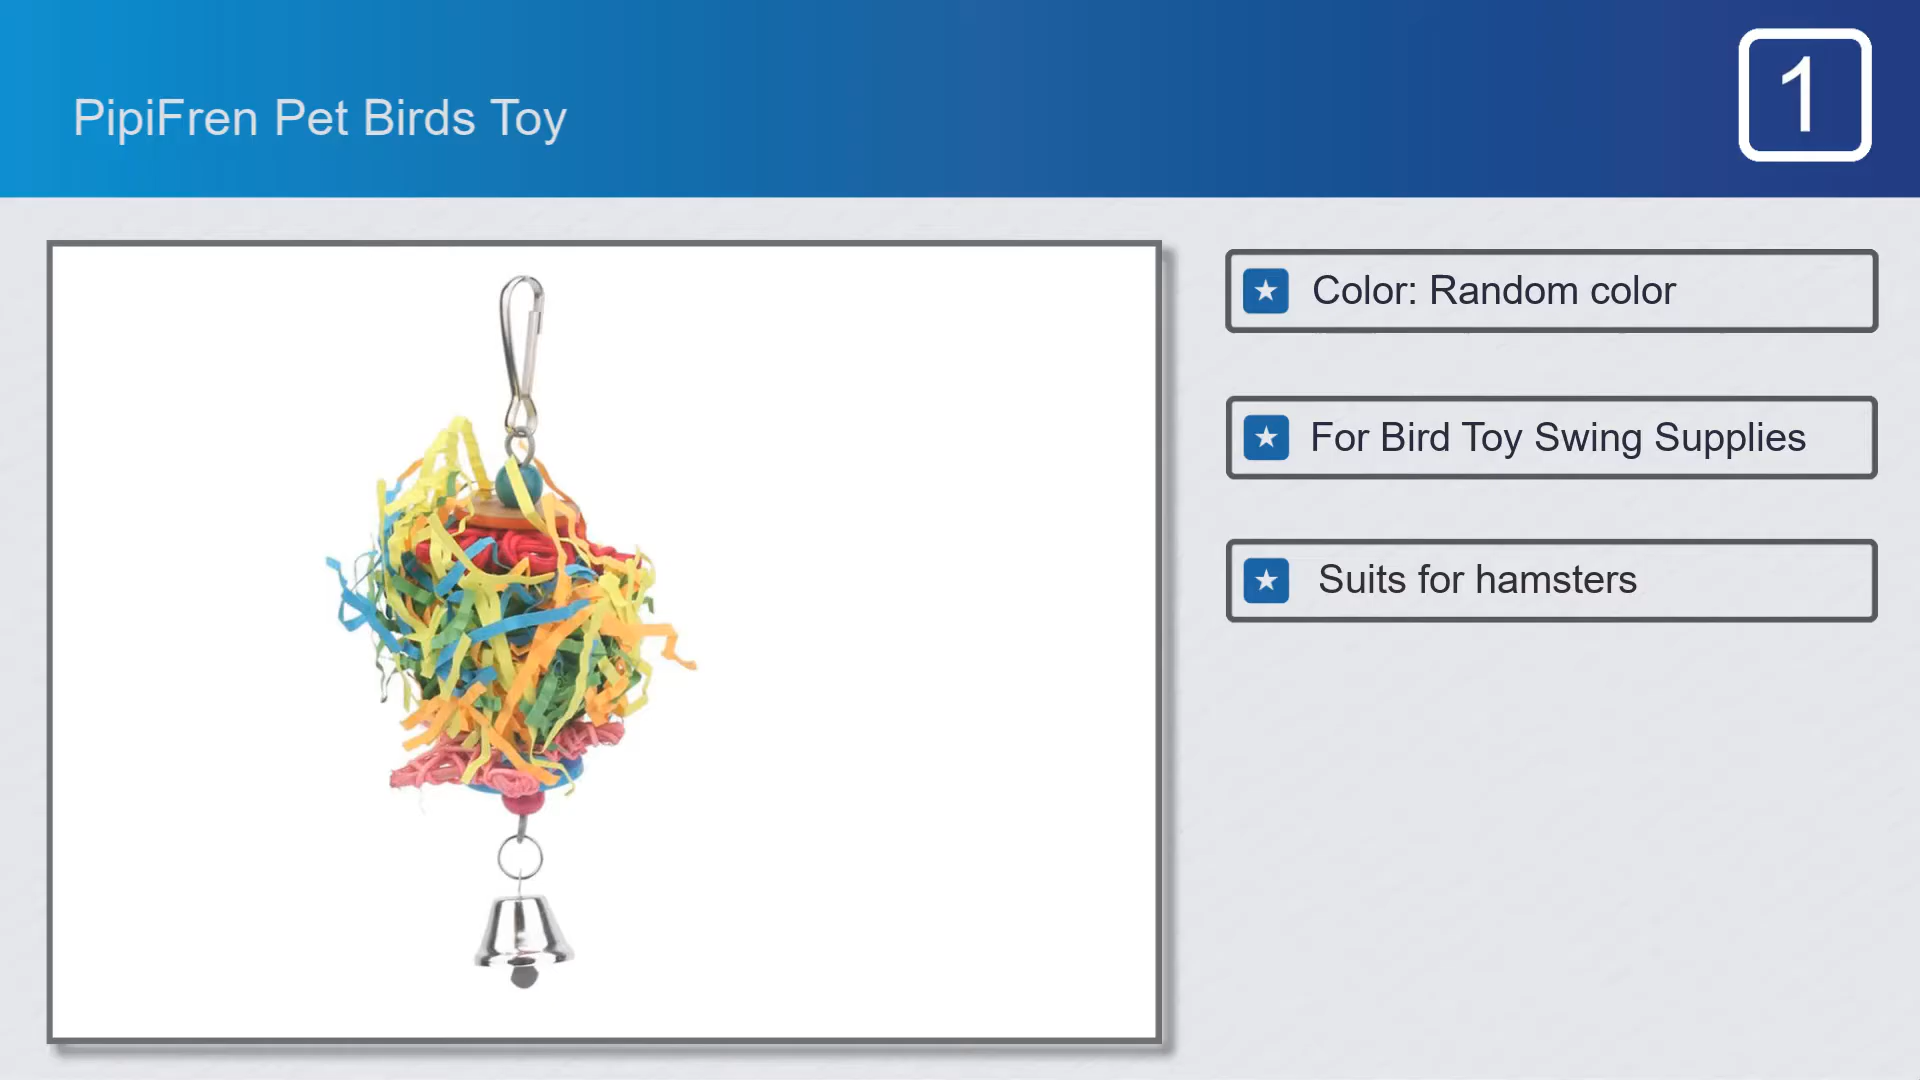 PipiFren Pet Birds Toy
1
Color: Random color
For Bird Toy Swing Supplies
Suits for hamsters